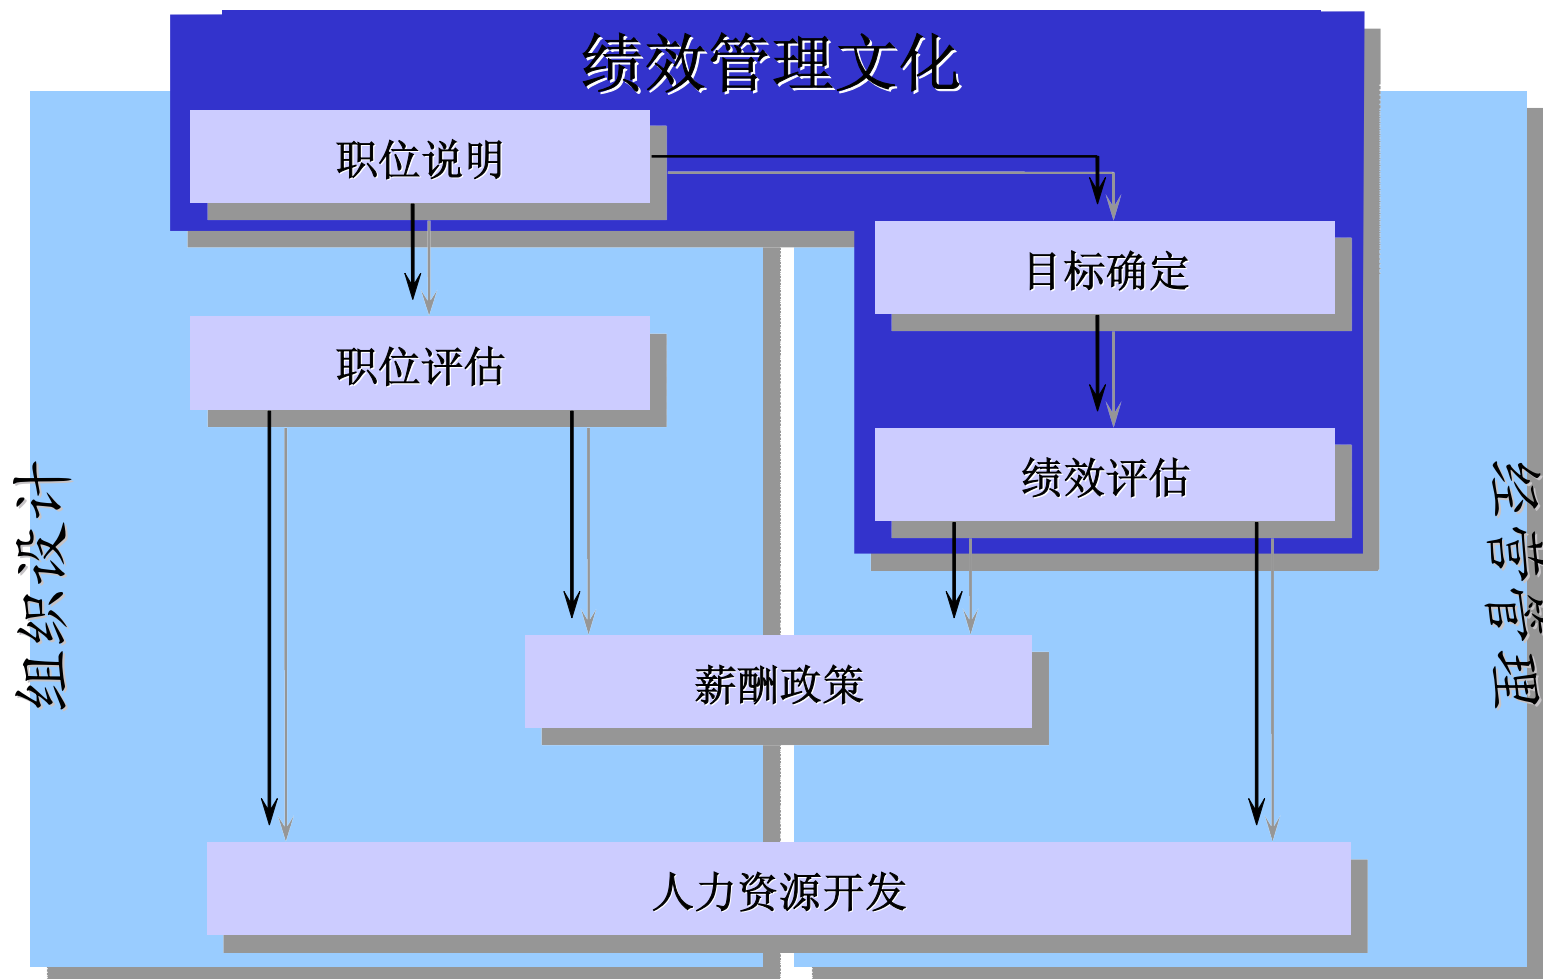 绩效管理文化
职位说明
目标确定
职位评估
绩效评估
组织设计
经营管理
薪酬政策
人力资源开发